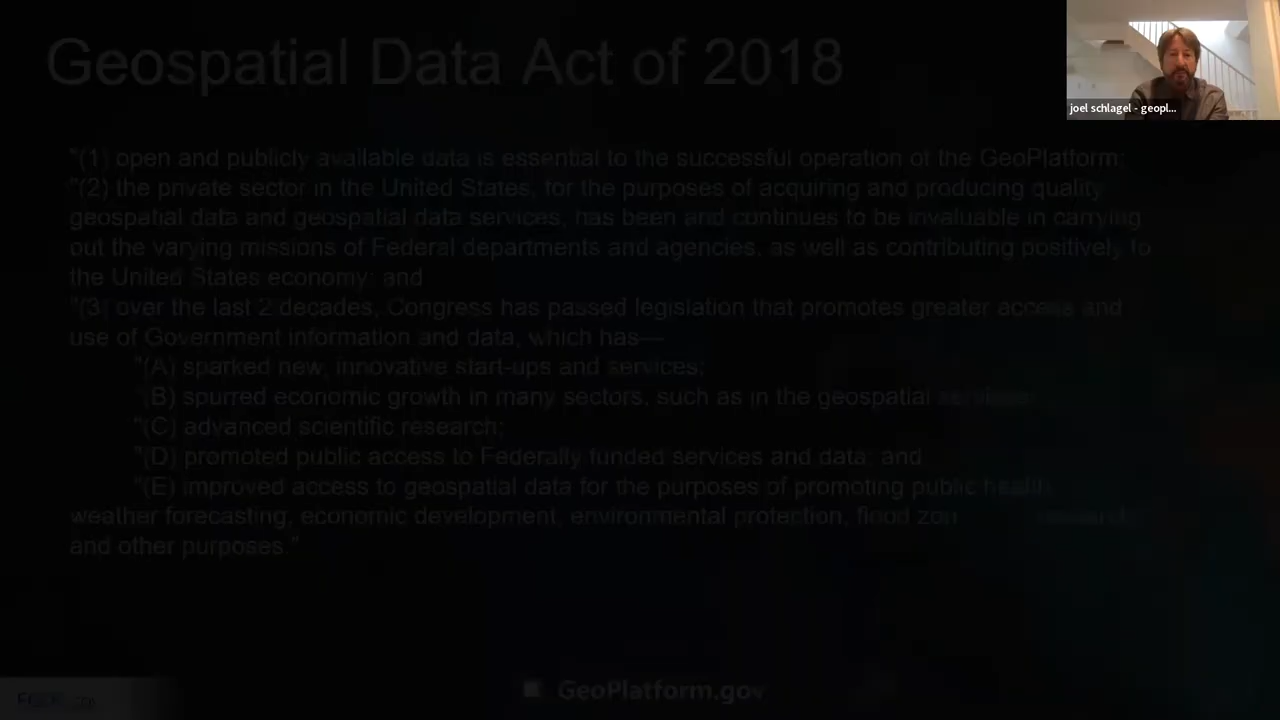 Geospatial Data Act of 2018
joel schlagel - geopl...
"(1) open and publicly available data is essential to the successful operation of the GeoPlatform;
"(2) the private sector in the United States, for the purposes of acquiring and producing quality
geospatial data and geospatial data services, has been and continues to be invaluable in carrying
out the varying missions of Federal departments and agencies, as well as contributing positively to
the United States economy; and
"(3) over the last 2 decades, Congress has passed legislation that promotes greater access and
use of Government information and data, which has—
"(A) sparked new, innovative start-ups and services;
"(B) spurred economic growth in many sectors, such as in the geospatial
"(C) advanced scientific research;
"(D) promoted public access to Federally funded services and data; and
"(E) improved access to geospatial data for the purposes of promoting public health,
weather forecasting, economic development, environmental protection, flood
and other purposes."
GeoPlatform.gov